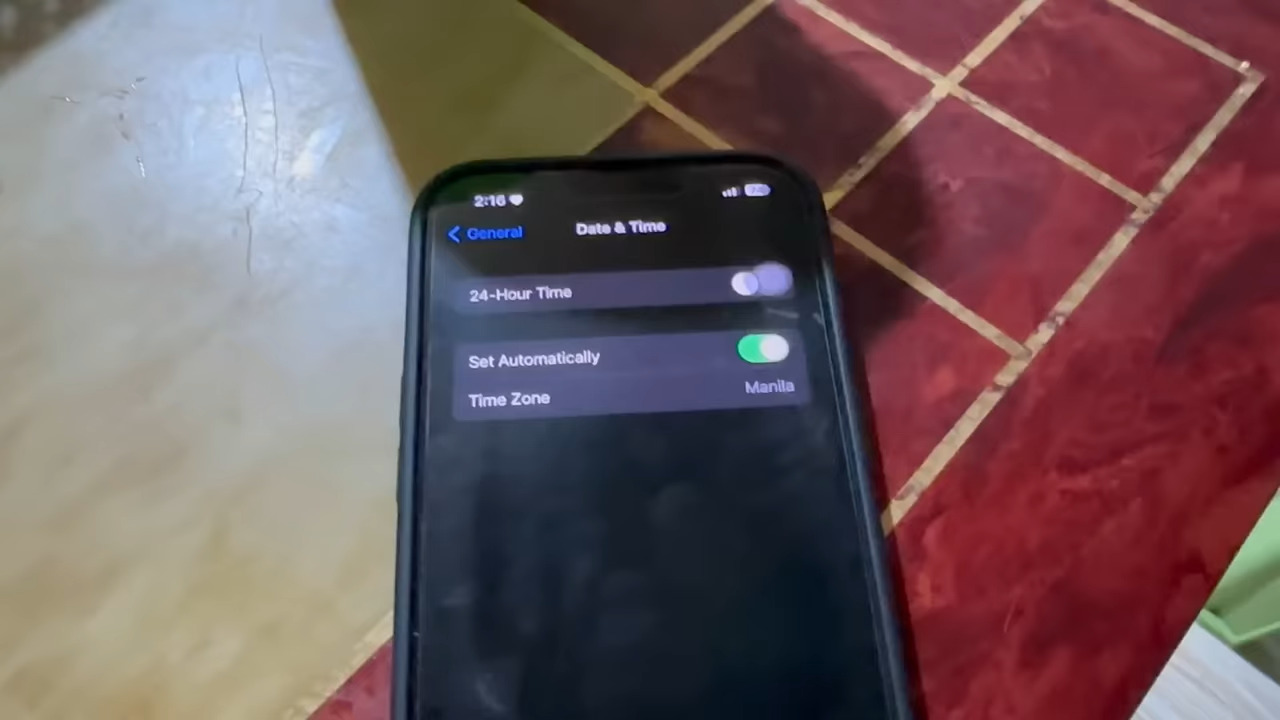 2:16
General
Date & Time
24-Hour Time
Set Automatically
Time Zone
Manila